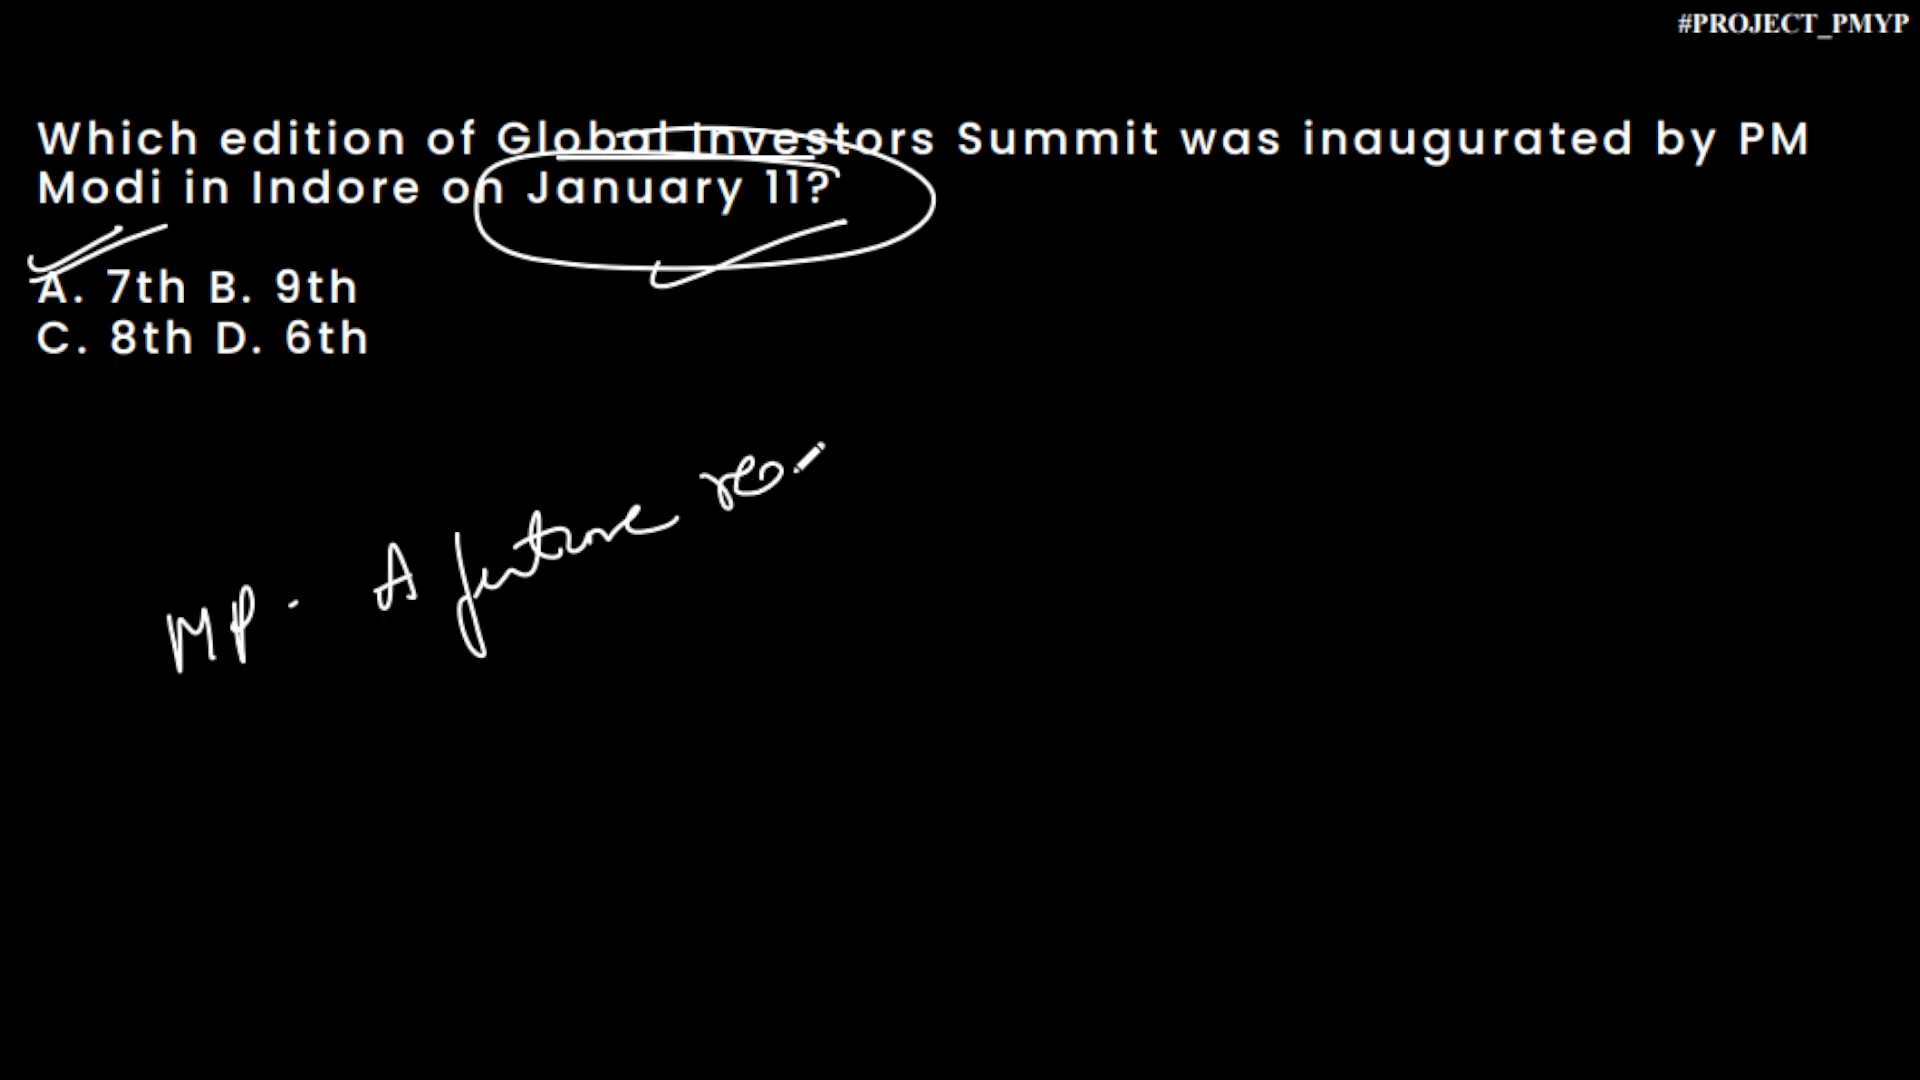 #PROJECT_PMYP
Which edition of Global Investors Summit was inaugurated by PM
Modi in Indore on January 11?
A. 7th B. 9th
C. 8th D. 6th
MP - A future rea